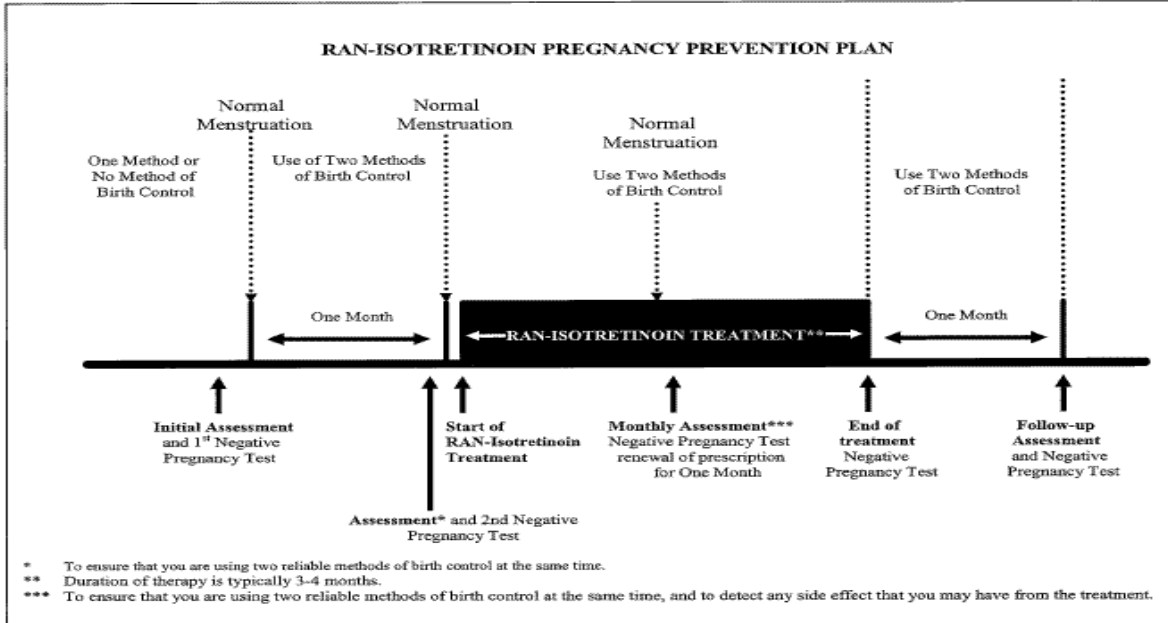 RAN-ISOTRETINOIN PREGNANCY PREVENTION PLAN
Normal
Menstruation
Normal
Menstruation
Normal
Menstruation
One Method or
No Method of
Birth Control
Use of Two Methods
of Birth Control
Use Two Methods
of Birth Control
Use Two Methods
of Birth Control
One Month
RAN-ISOTRETINOIN TREATMENT**
One Month
Initial Assessment
and 1st Negative
Pregnancy Test
Start of
RAN-Isotretinoin
Treatment
Monthly Assessment***
Negative Pregnancy Test
renewal of prescription
for One Month
End of
treatment
Negative
Pregnancy Test
Follow-up
Assessment
and Negative
Pregnancy Test
Assessment* and 2nd Negative
Pregnancy Test
* To ensure that you are using two reliable methods of birth control at the same time.
** Duration of therapy is typically 3-4 months.
*** To ensure that you are using two reliable methods of birth control at the same time, and to detect any side effect that you may have from the treatment.